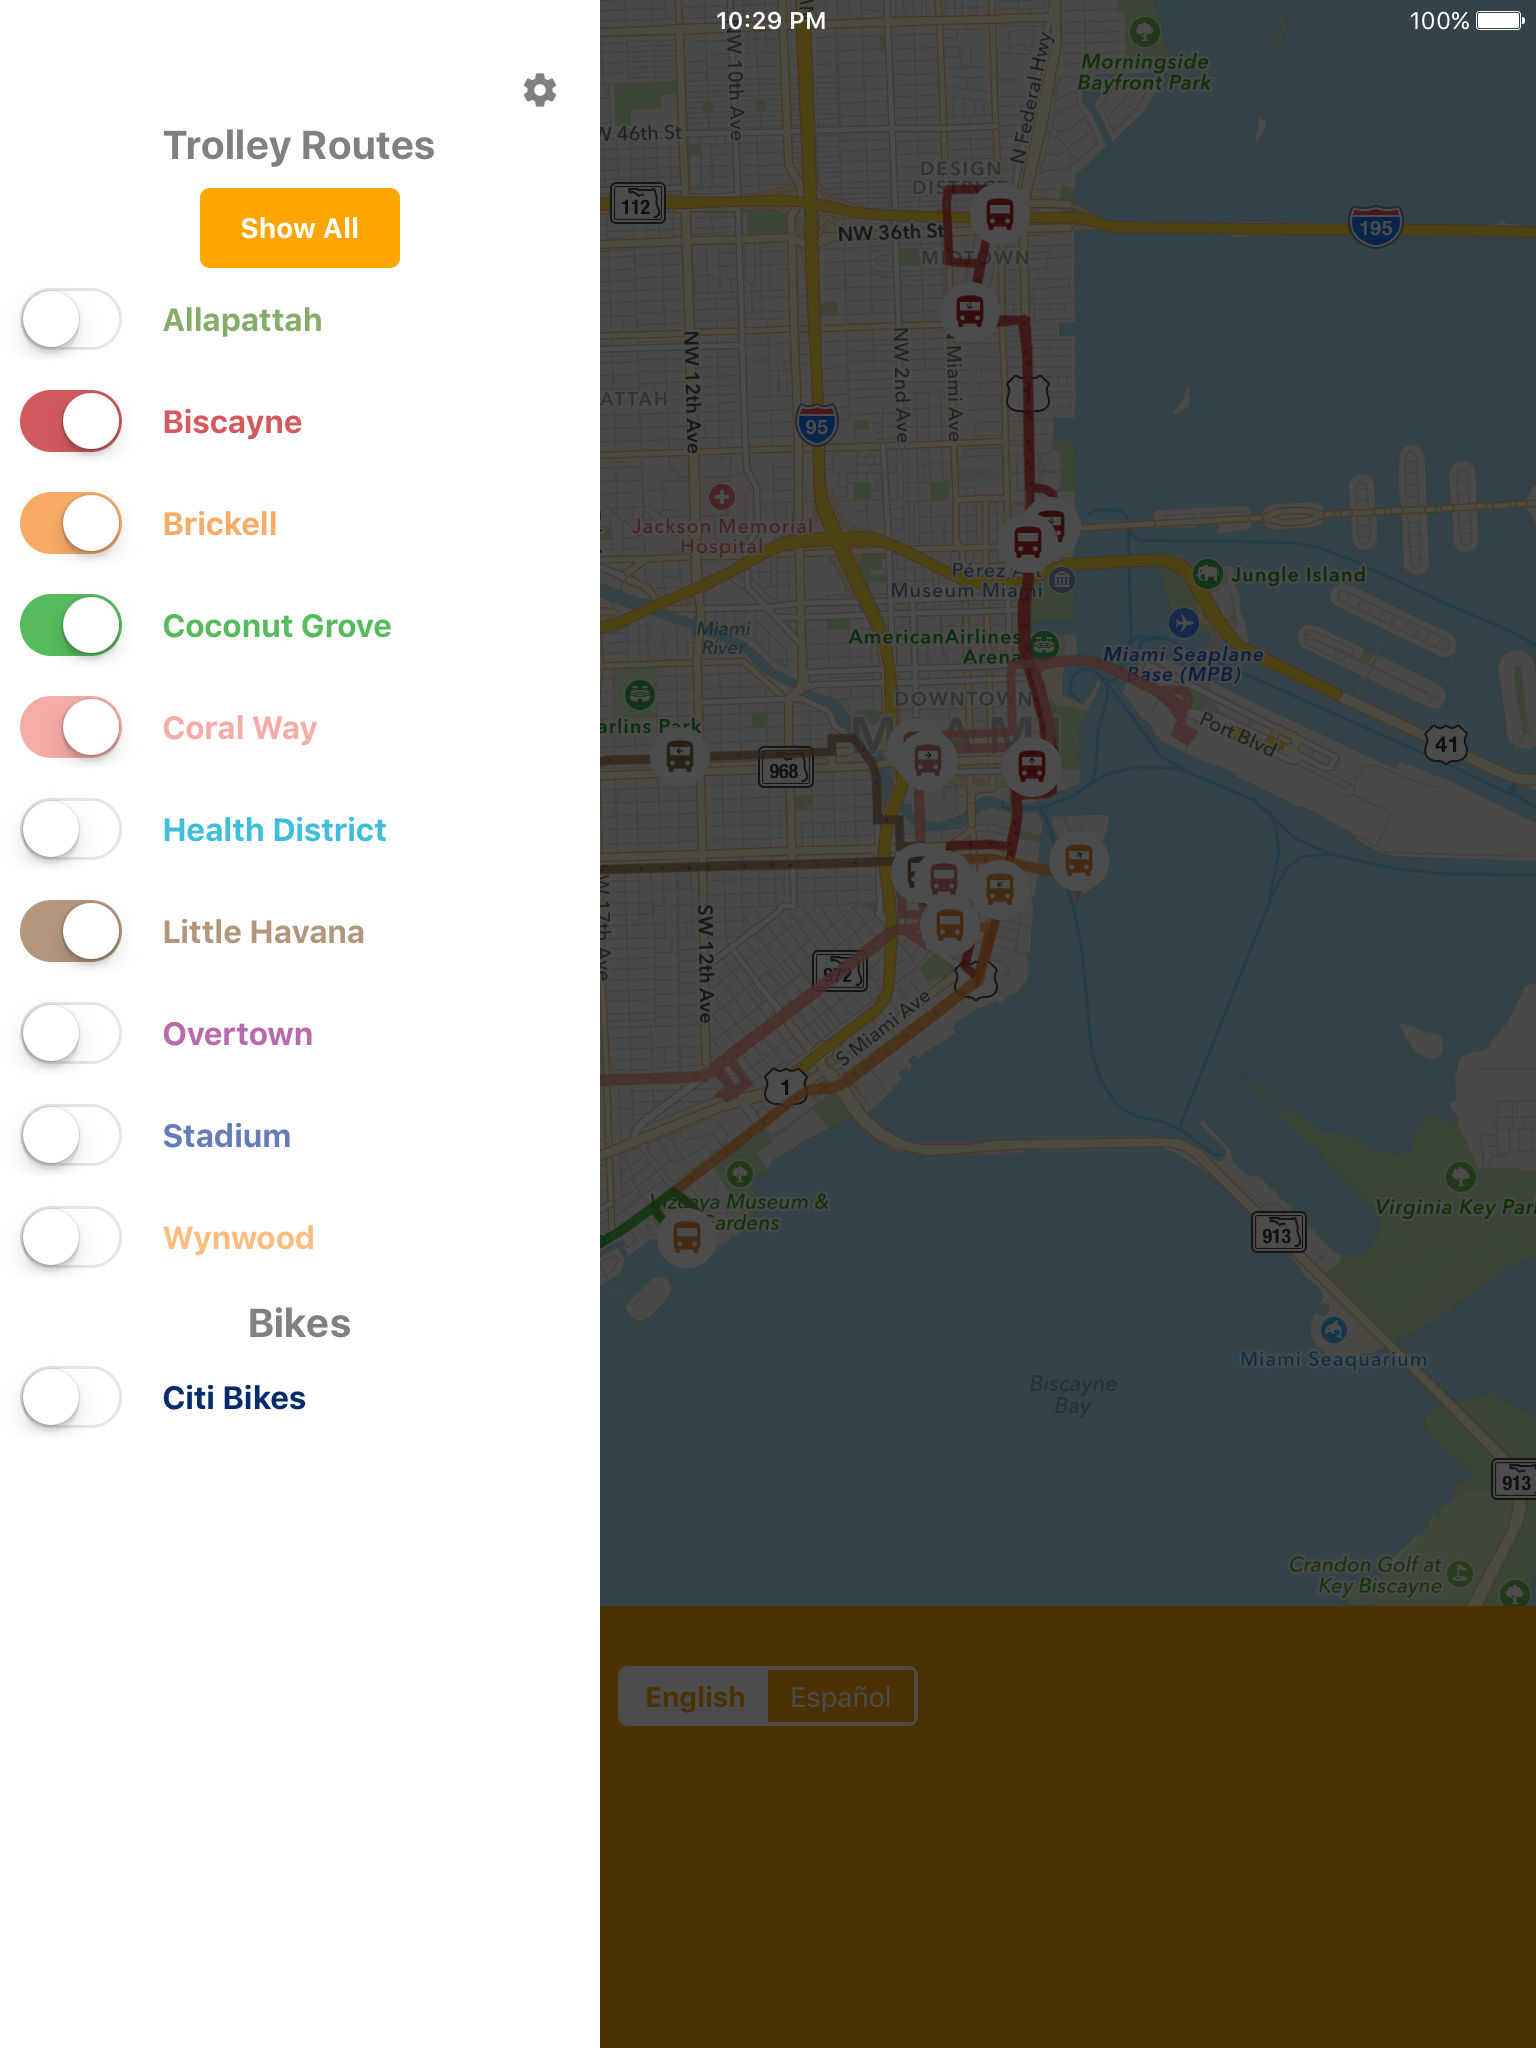 10:29 PM
100%
Trolley Routes
Show All
Allapattah
Biscayne
Brickell
Coconut Grove
Coral Way
Health District
Little Havana
Overtown
Stadium
Wynwood
Bikes
Citi Bikes
NW 10th Ave
N Federal Hwy
Morningside
Bayfront Park
W 46th St
DESIGN
DISTRICT
112
NW 36th St
195
MIDTOWN
NW 12th Ave
NW 2nd Ave
Miami Ave
1
ATTAH
95
Jackson Memorial
Hospital
Pérez Art
Museum Miami
Jungle Island
Miami
River
AmericanAirlines
Arena
Miami Seaplane
Base (MPB)
DOWNTOWN
arlins Park
MIAMI
Port Blvd
41
968
SW 17th Ave
SW 12th Ave
972
S Miami Ave
1
Vizcaya Museum &
Gardens
Virginia Key Par
913
Miami Seaquarium
Biscayne
Bay
913
Crandon Golf at
Key Biscayne
English
Español